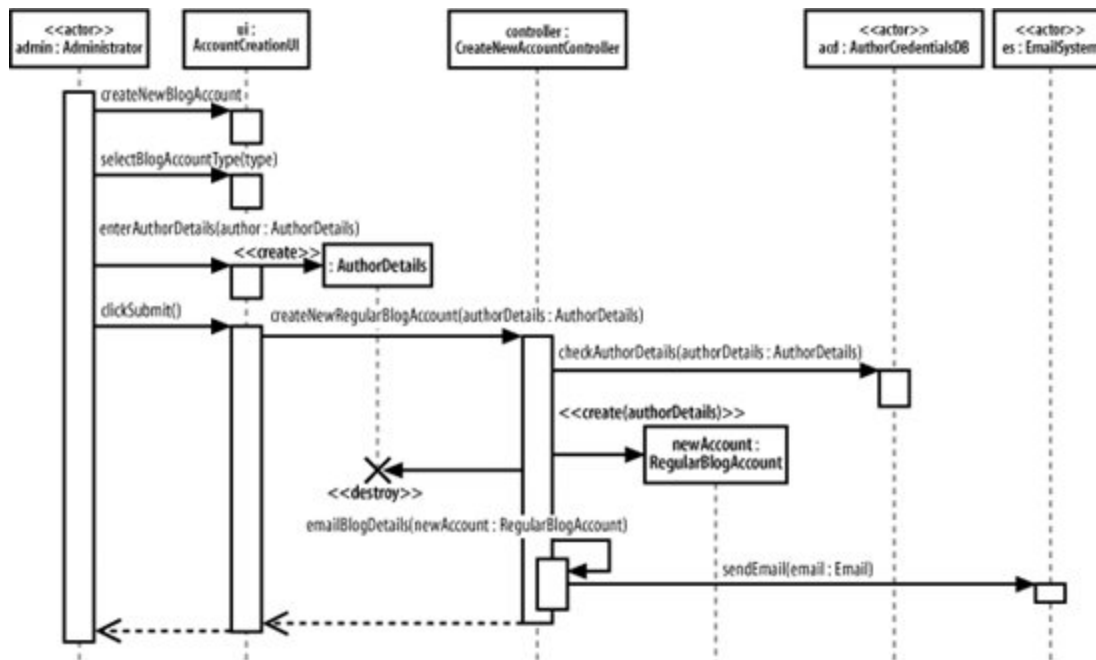 <<actor>>
admin : Administrator
ui :
AccountCreationUI
controller :
CreateNewAccountController
<<actor>>
acd : AuthorCredentialsDB
<<actor>>
es : EmailSystem
createNewBlogAccount
selectBlogAccountType(type)
enterAuthorDetails(author : AuthorDetails)
<<create>>
: AuthorDetails
clickSubmit()
createNewRegularBlogAccount(authorDetails : AuthorDetails)
checkAuthorDetails(authorDetails : AuthorDetails)
<<create(authorDetails)>>
newAccount :
RegularBlogAccount
<<destroy>>
emailBlogDetails(newAccount : RegularBlogAccount)
sendEmail(email : Email)